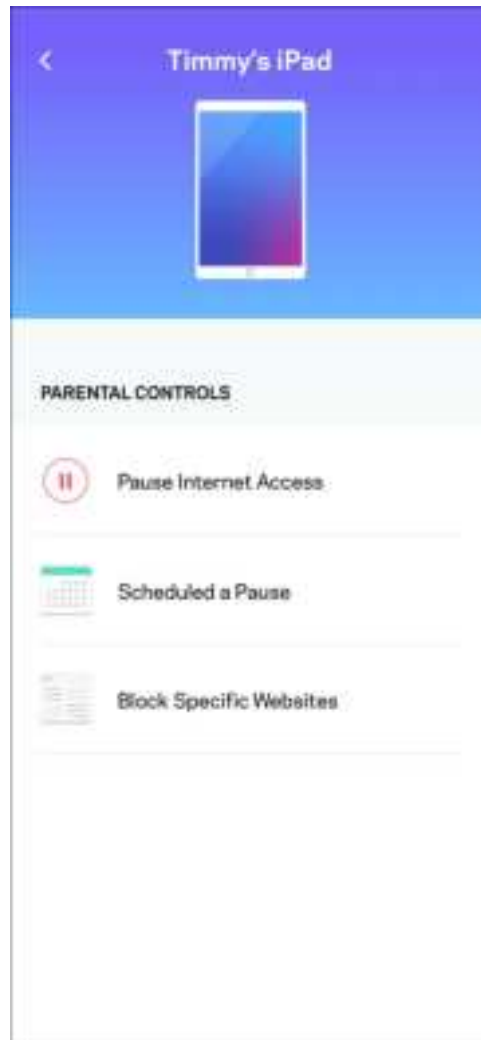 Timmy's iPad
PARENTAL CONTROLS
Pause Internet Access
Scheduled a Pause
Block Specific Websites